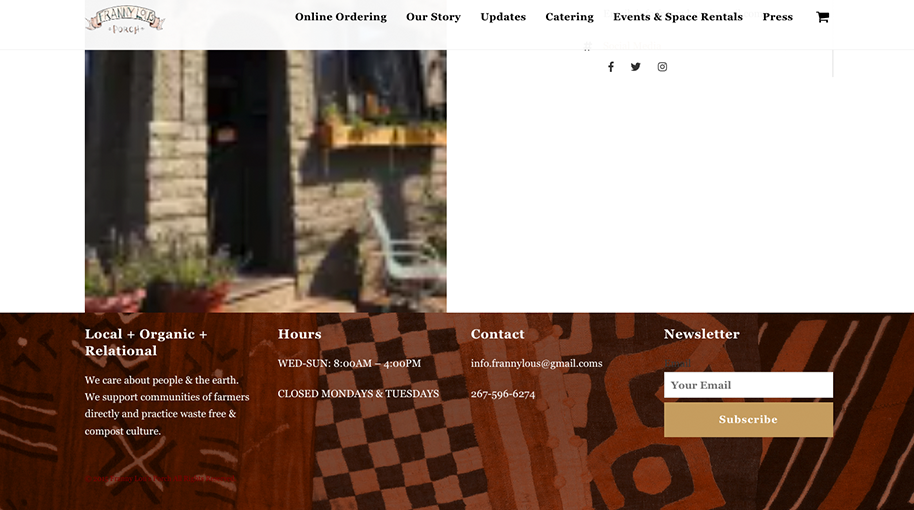 FRANNY LOU'S
PORCH
Online Ordering Our Story Updates Catering Events & Space Rentals Press
Local + Organic +
Relational
We care about people & the earth.
We support communities of farmers
directly and practice waste free &
compost culture.
Hours
WED-SUN: 8:00AM – 4:00PM
CLOSED MONDAYS & TUESDAYS
Contact
info.frannylous@gmail.coms
267-596-6274
Newsletter
Your Email
Subscribe